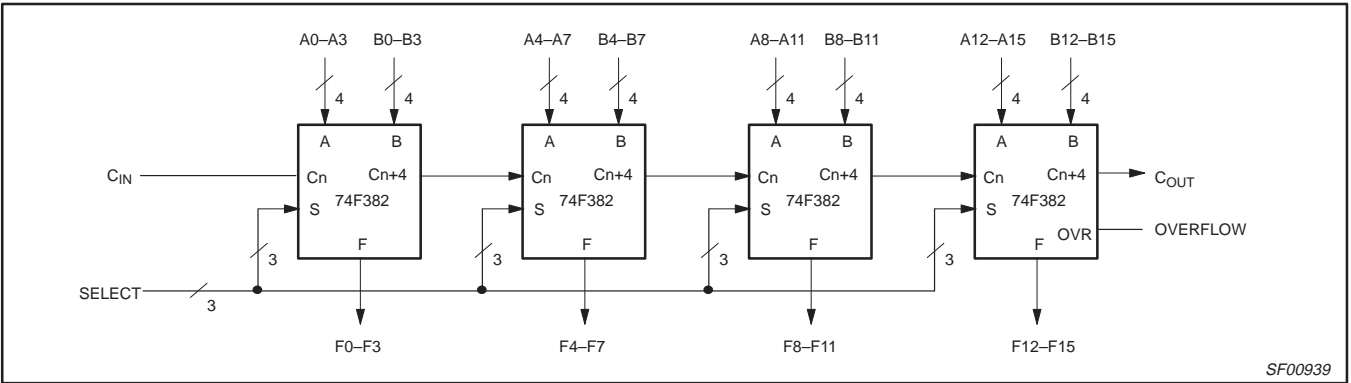 A0–A3 B0–B3 A4–A7 B4–B7 A8–A11 B8–B11 A12–A15 B12–B15
4 4 4 4 4 4 4 4
A B A B A B A B
CIN Cn Cn+4 Cn Cn+4 Cn Cn+4 Cn Cn+4 COUT
74F382 74F382 74F382 74F382
S S S S
F F F F OVR OVERFLOW
3 3 3 3
SELECT 3
F0–F3 F4–F7 F8–F11 F12–F15
SF00939